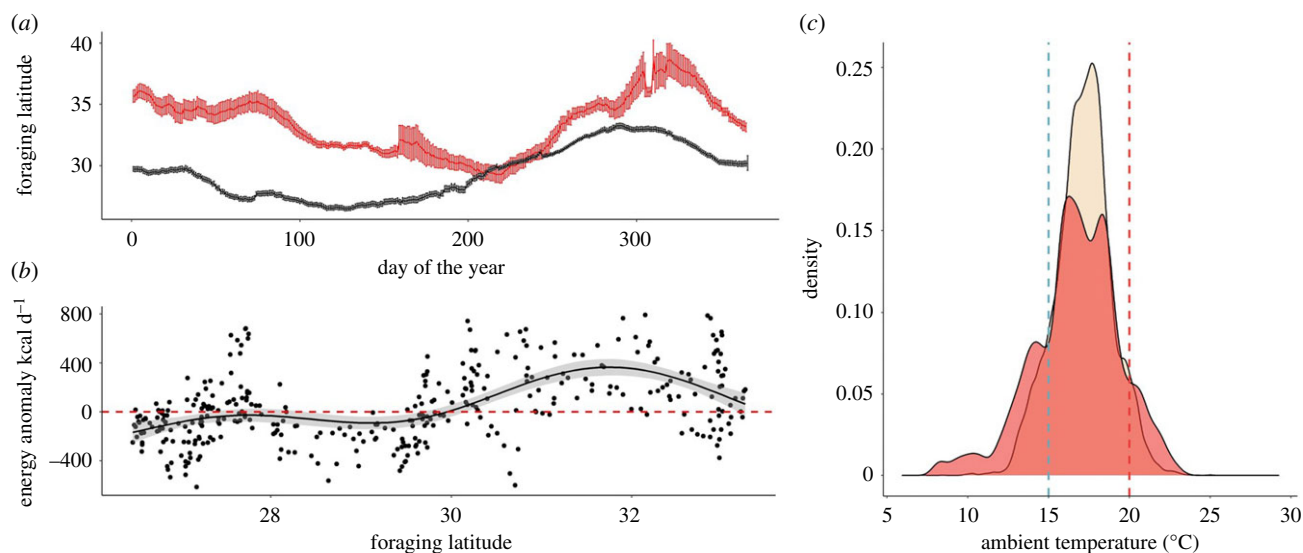 (a)
40
35
30
foraging latitude
0 100 200 300
day of the year
(b)
800
400
0
–400
energy anomaly kcal d–1
28 30 32
foraging latitude
(c)
0.25
0.20
0.15
0.10
0.05
0
density
5 10 15 20 25 30
ambient temperature (°C)